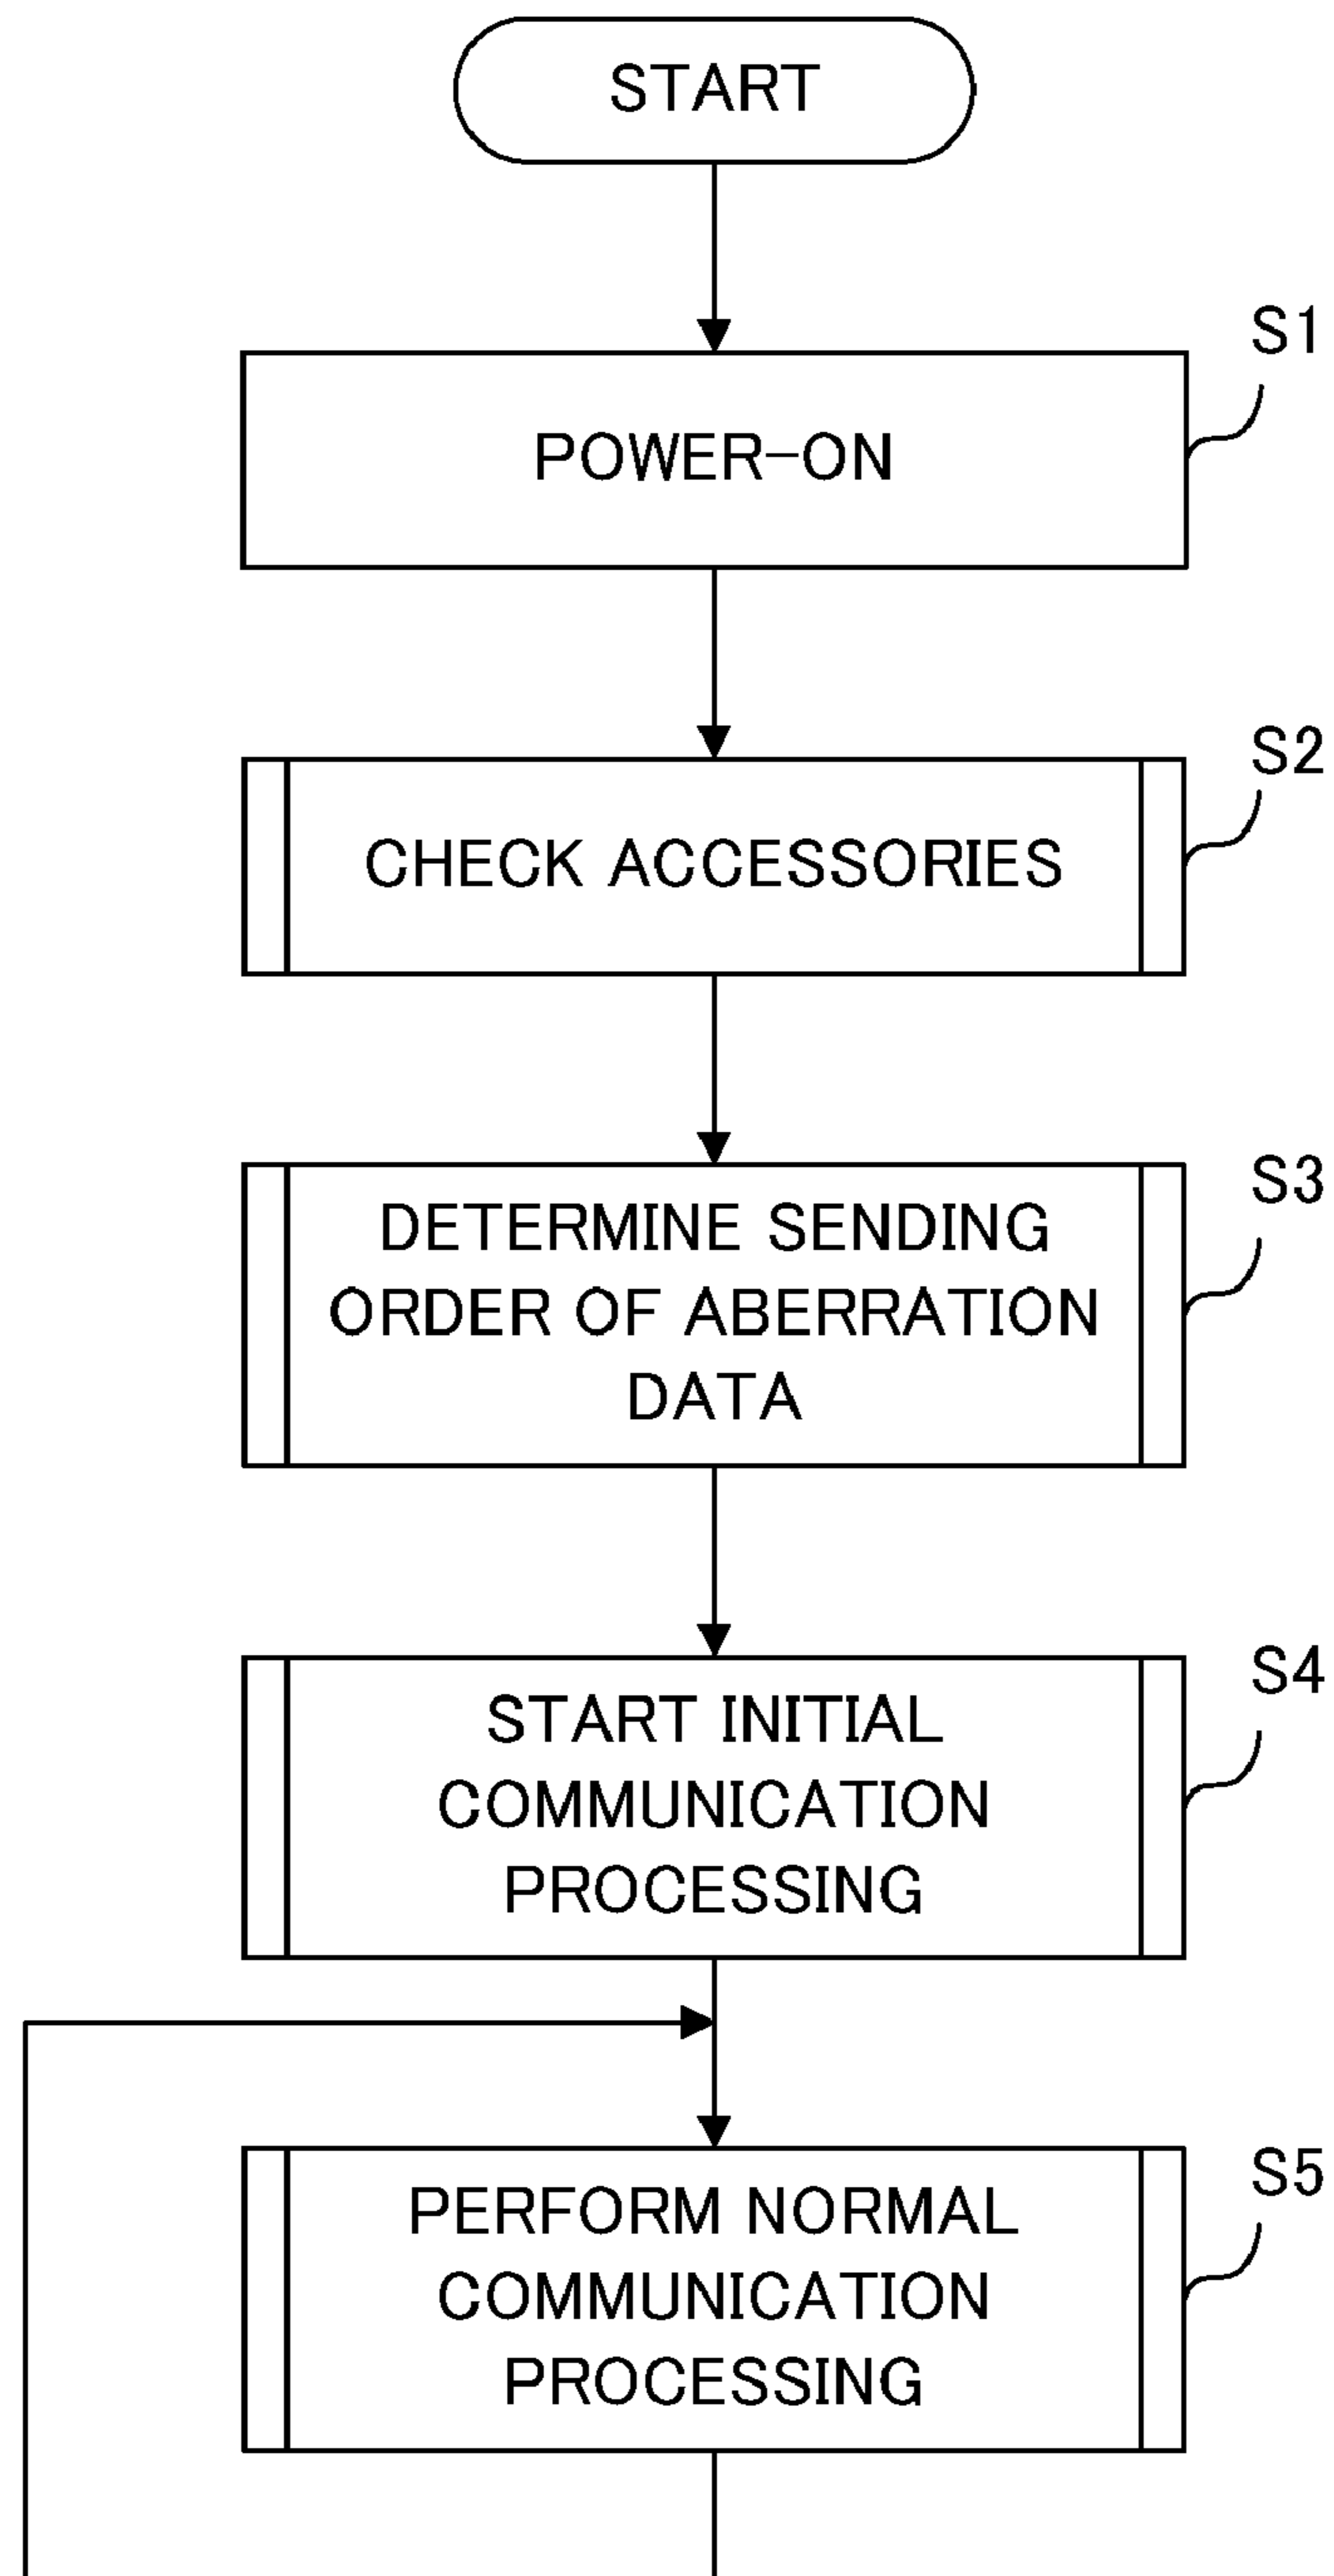 START
S1
POWER-ON
S2
CHECK ACCESSORIES
S3
DETERMINE SENDING
ORDER OF ABERRATION
DATA
S4
START INITIAL
COMMUNICATION
PROCESSING
S5
PERFORM NORMAL
COMMUNICATION
PROCESSING